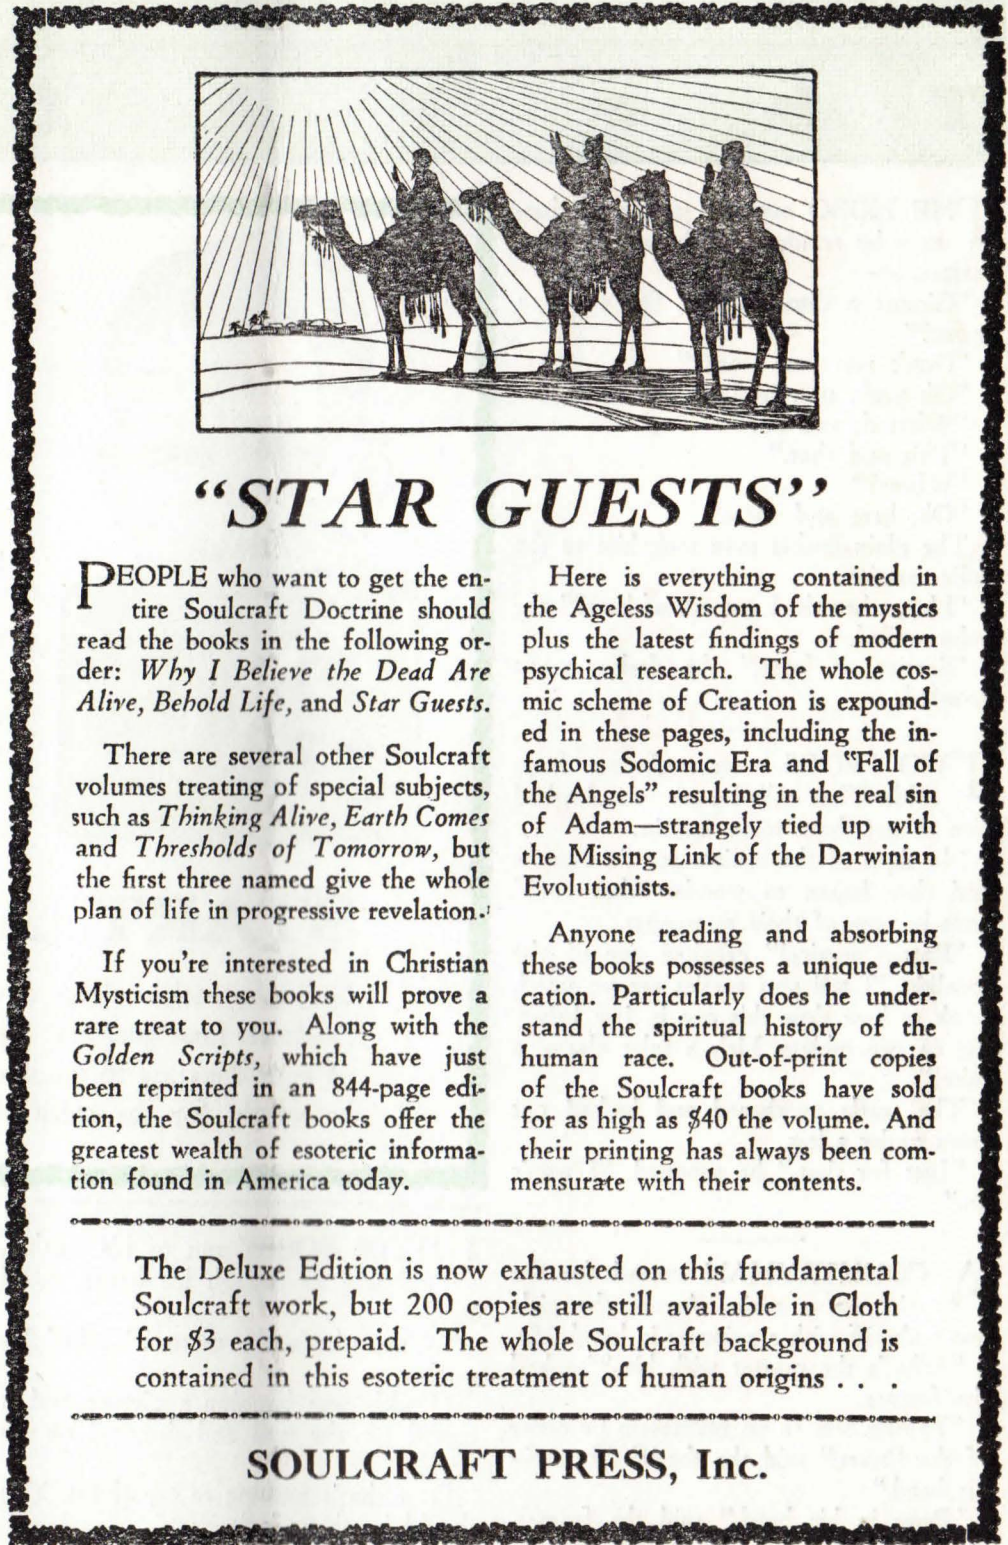 “STAR GUESTS”
PEOPLE who want to get the en-
tire Soulcraft Doctrine should
read the books in the following or-
der: Why I Believe the Dead Are
Alive, Behold Life, and Star Guests.
There are several other Soulcraft
volumes treating of special subjects,
such as Thinking Alive, Earth Comes
and Thresholds of Tomorrow, but
the first three named give the whole
plan of life in progressive revelation.
If you're interested in Christian
Mysticism these books will prove a
rare treat to you. Along with the
Golden Scripts, which have just
been reprinted in an 844-page edi-
tion, the Soulcraft books offer the
greatest wealth of esoteric informa-
tion found in America today.
Here is everything contained in
the Ageless Wisdom of the mystics
plus the latest findings of modern
psychical research. The whole cos-
mic scheme of Creation is expound-
ed in these pages, including the in-
famous Sodomic Era and “Fall of
the Angels” resulting in the real sin
of Adam—strangely tied up with
the Missing Link of the Darwinian
Evolutionists.
Anyone reading and absorbing
these books possesses a unique edu-
cation. Particularly does he under-
stand the spiritual history of the
human race. Out-of-print copies
of the Soulcraft books have sold
for as high as $40 the volume. And
their printing has always been com-
mensurate with their contents.
The Deluxe Edition is now exhausted on this fundamental
Soulcraft work, but 200 copies are still available in Cloth
for $3 each, prepaid. The whole Soulcraft background is
contained in this esoteric treatment of human origins . . .
SOULCRAFT PRESS, Inc.